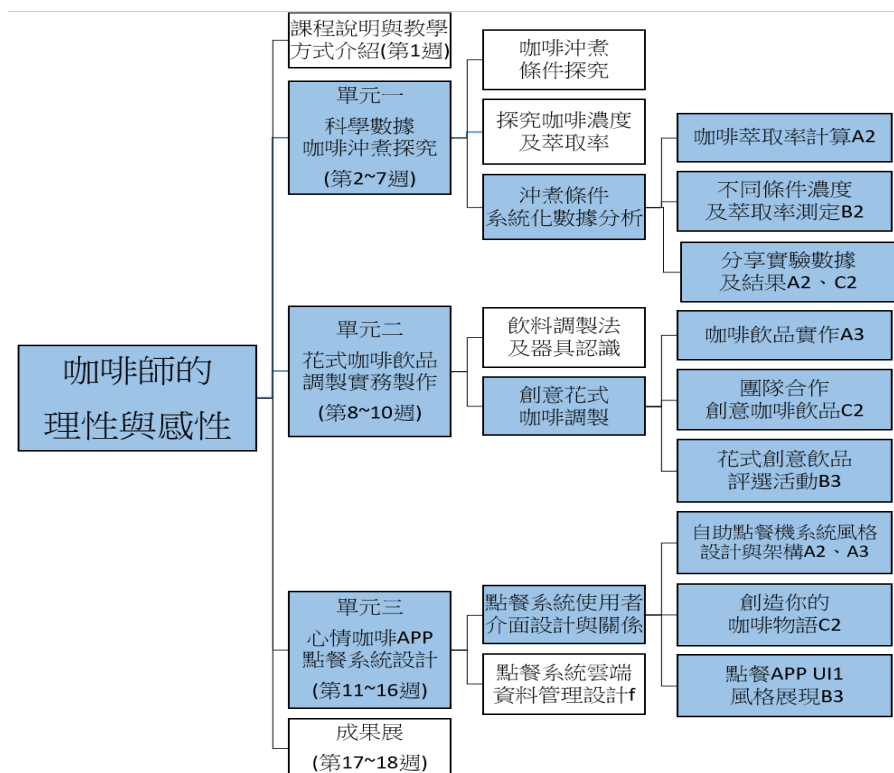 咖啡師的
理性與感性
課程說明與教學
方式介紹(第1週)
單元一
科學數據
咖啡沖煮探究
(第2~7週)
咖啡沖煮
條件探究
探究咖啡濃度
及萃取率
沖煮條件
系統化數據分析
咖啡萃取率計算A2
不同條件濃度
及萃取率測定B2
分享實驗數據
及結果A2、C2
單元二
花式咖啡飲品
調製實務製作
(第8~10週)
飲料調製法
及器具認識
創意花式
咖啡調製
咖啡飲品實作A3
團隊合作
創意咖啡飲品C2
花式創意飲品
評選活動B3
單元三
心情咖啡APP
點餐系統設計
(第11~16週)
點餐系統使用者
介面設計與關係
點餐系統雲端
資料管理設計f
自助點餐機系統風格
設計與架構A2、A3
創造你的
咖啡物語C2
點餐APP UI1
風格展現B3
成果展
(第17~18週)